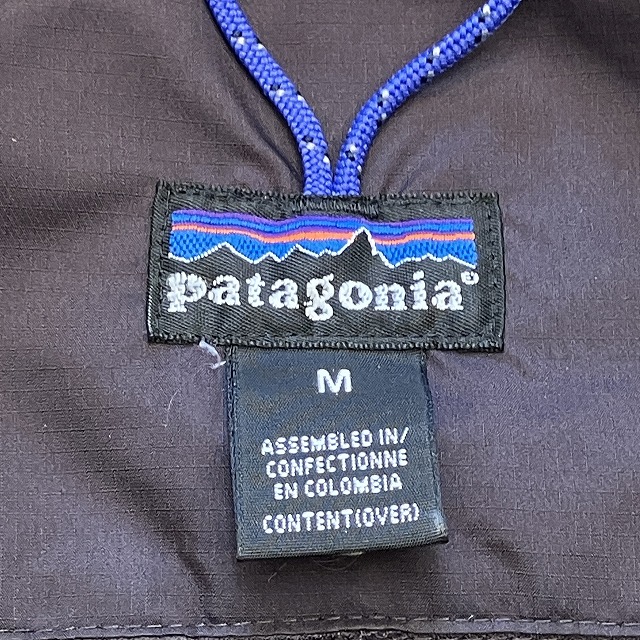 patagonia®
M
ASSEMBLED IN/
CONFECTIONNE
EN COLOMBIA
CONTENT(OVER)